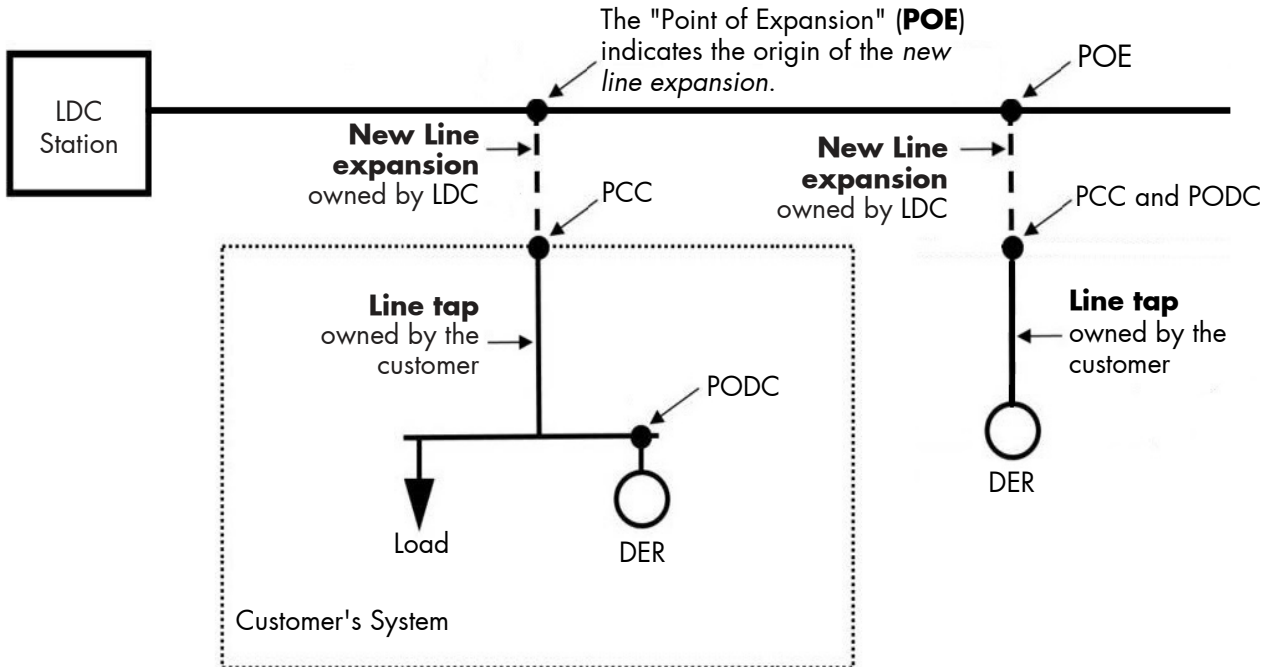 The "Point of Expansion" (POE)
indicates the origin of the new
line expansion.
POE
LDC
Station
New Line
expansion
owned by LDC
New Line
expansion
owned by LDC
PCC
PCC and PODC
Line tap
owned by the
customer
Line tap
owned by the
customer
PODC
Load
DER
DER
Customer's System